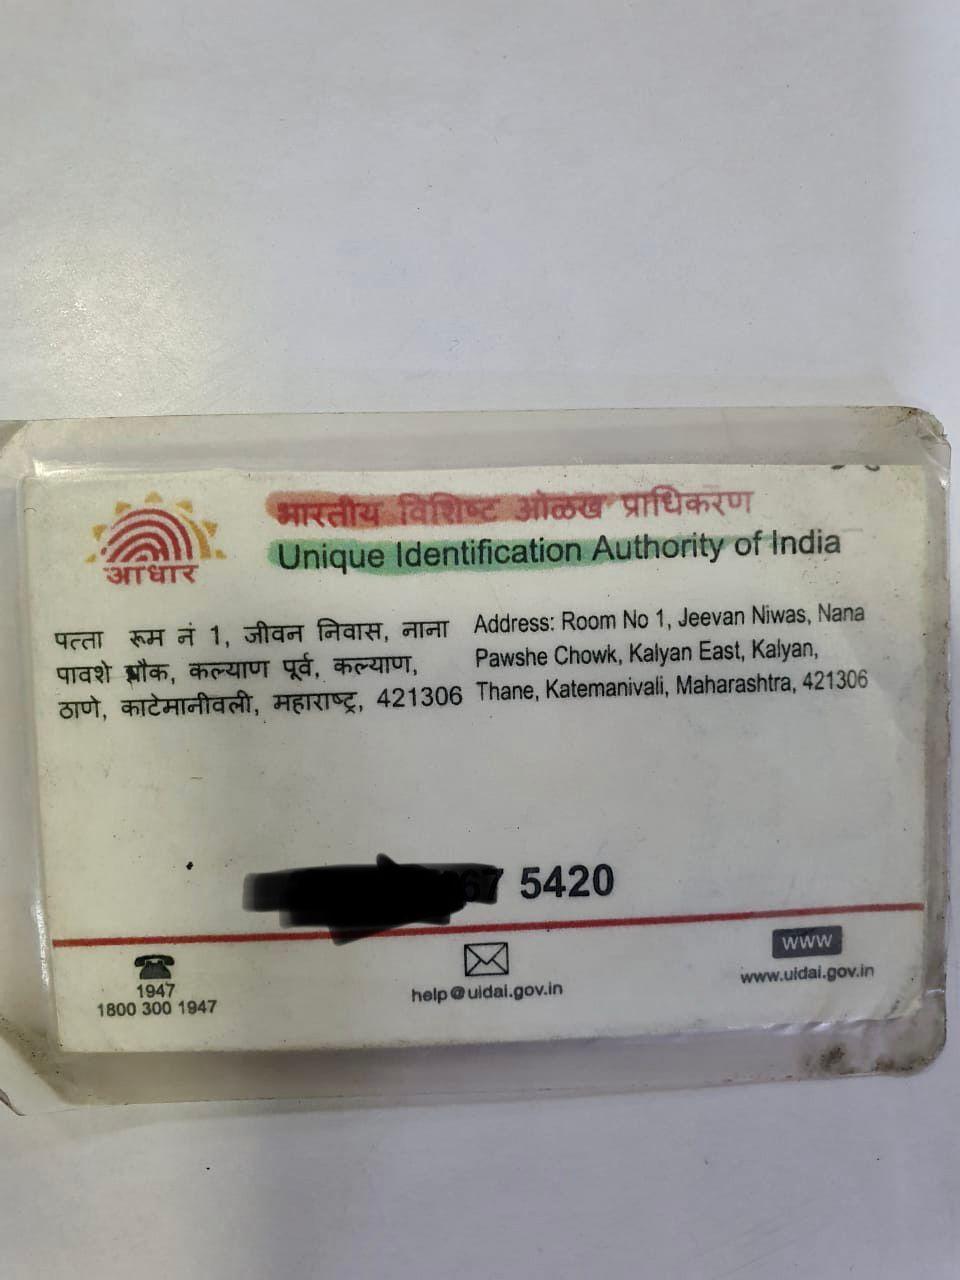 आधार
भारतीय विशिष्ट ओळख प्राधिकरण
Unique Identification Authority of India
पत्ता रूम नं 1, जीवन निवास, नाना
पावशे चौक, कल्याण पूर्व, कल्याण,
ठाणे, काटेमानीवली, महाराष्ट्र, 421306
Address: Room No 1, Jeevan Niwas, Nana
Pawshe Chowk, Kalyan East, Kalyan,
Thane, Katemanivali, Maharashtra, 421306
5420
1947
1800 300 1947
help@uidai.gov.in
www
www.uidai.gov.in